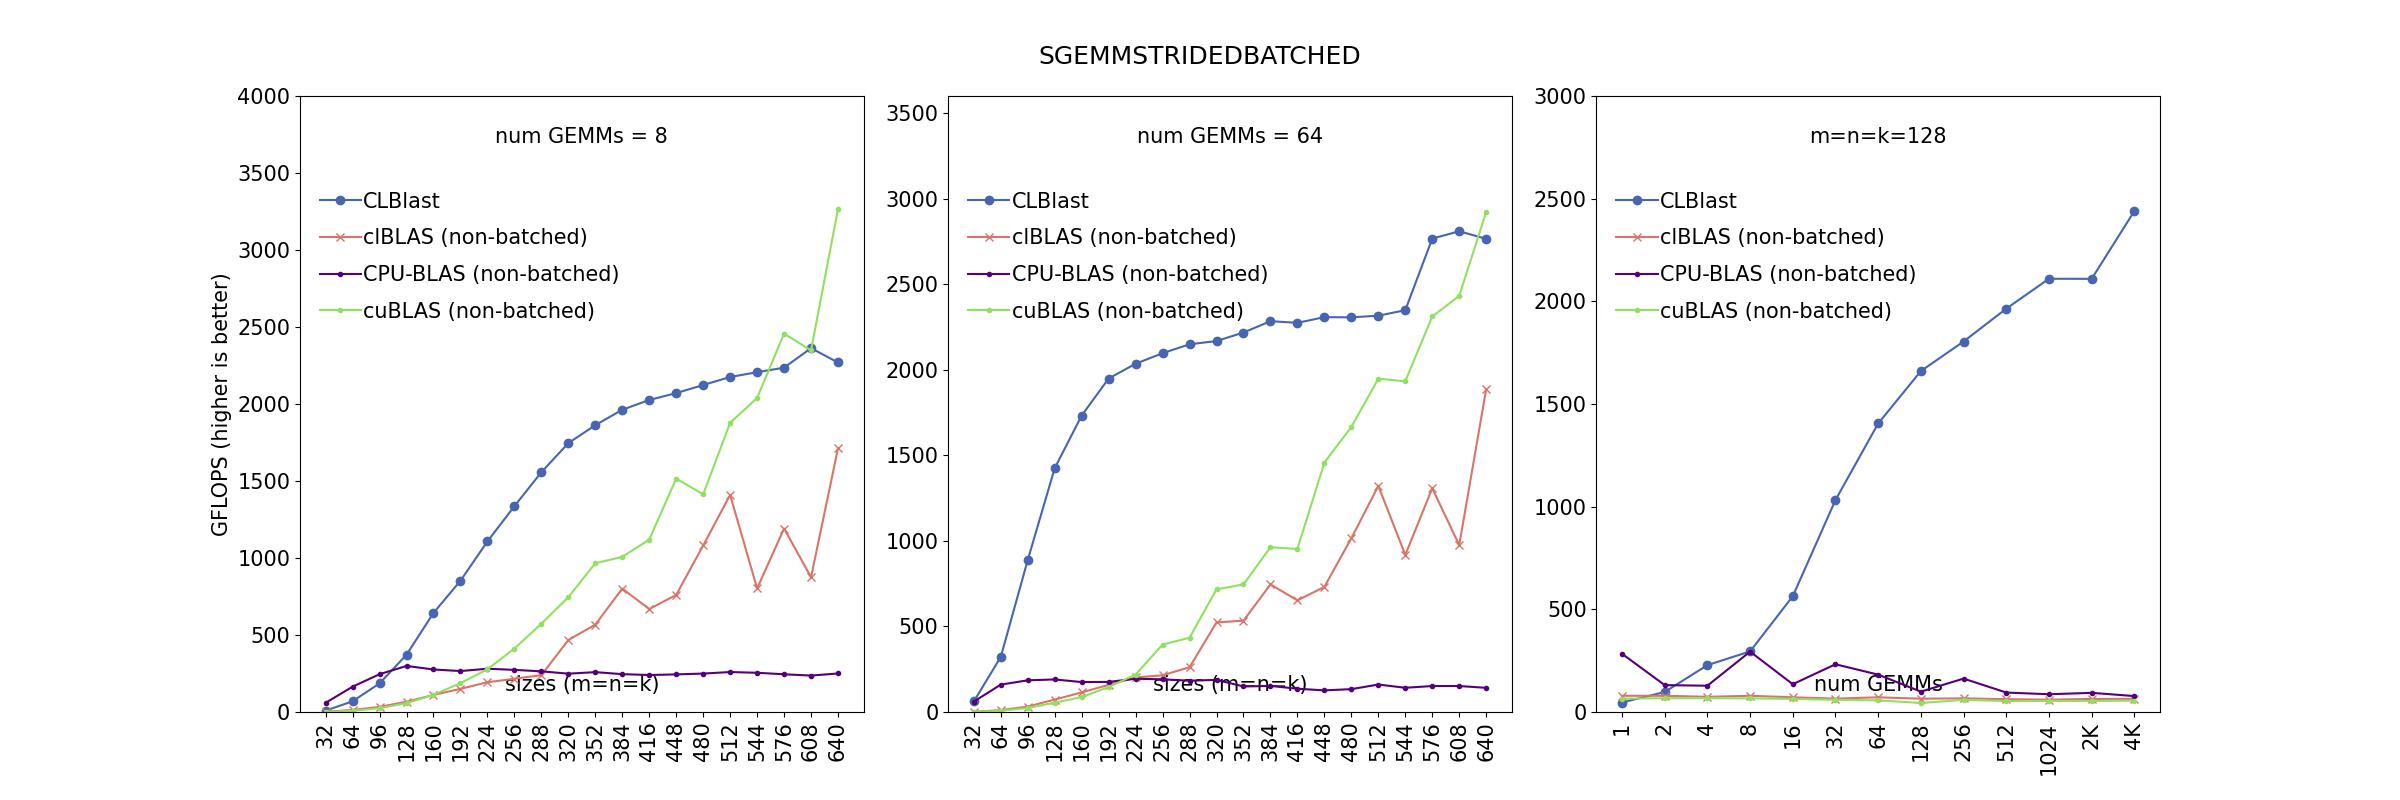 SGEMMSTRIDEDBATCHED
GFLOPS (higher is better)
4000
3500
3000
2500
2000
1500
1000
500
0
num GEMMs = 8
CLBlast
clBLAS (non-batched)
CPU-BLAS (non-batched)
cuBLAS (non-batched)
sizes (m=n=k)
32 64 96 128 160 192 224 256 288 320 352 384 416 448 480 512 544 576 608 640
3500
3000
2500
2000
1500
1000
500
0
num GEMMs = 64
CLBlast
clBLAS (non-batched)
CPU-BLAS (non-batched)
cuBLAS (non-batched)
sizes (m=n=k)
32 64 96 128 160 192 224 256 288 320 352 384 416 448 480 512 544 576 608 640
3000
2500
2000
1500
1000
500
0
m=n=k=128
CLBlast
clBLAS (non-batched)
CPU-BLAS (non-batched)
cuBLAS (non-batched)
num GEMMs
1 2 4 8 16 32 64 128 256 512 1024 2K 4K